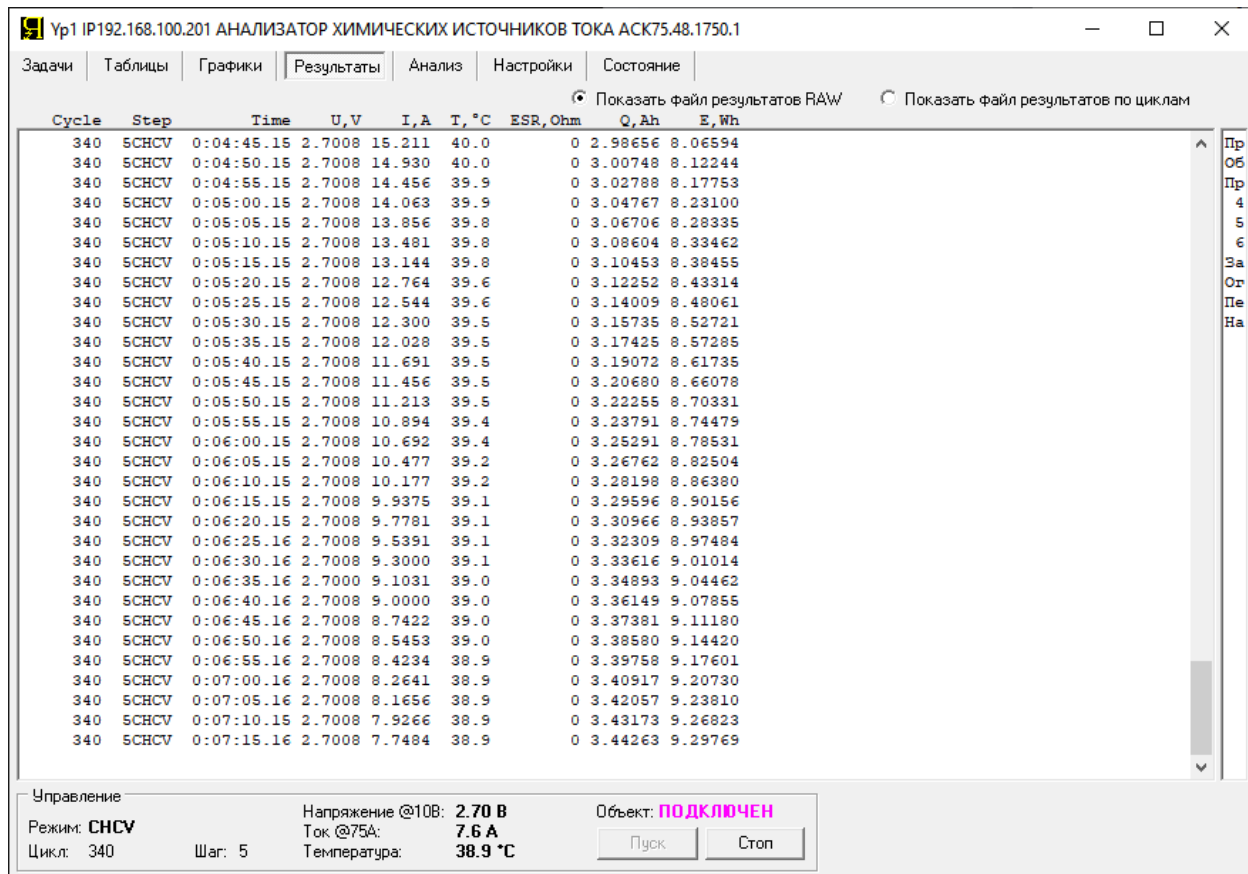 Ур1 IP192.168.100.201 АНАЛИЗАТОР ХИМИЧЕСКИХ ИСТОЧНИКОВ ТОКА АСК75.48.1750.1
Задачи Таблицы Графики Результаты Анализ Настройки Состояние
Показать файл результатов RAW Показать файл результатов по циклам
Cycle Step Time U,V I,A T,°C ESR,Ohm Q,Ah E,Wh
340 5CHCV 0:04:45.15 2.7008 15.211 40.0 0 2.98656 8.06594 Пр
340 5CHCV 0:04:50.15 2.7008 14.930 40.0 0 3.00748 8.12244 Об
340 5CHCV 0:04:55.15 2.7008 14.456 39.9 0 3.02788 8.17753 Пр
340 5CHCV 0:05:00.15 2.7008 14.063 39.9 0 3.04767 8.23100 4
340 5CHCV 0:05:05.15 2.7008 13.856 39.8 0 3.06706 8.28335 5
340 5CHCV 0:05:10.15 2.7008 13.481 39.8 0 3.08604 8.33462 6
340 5CHCV 0:05:15.15 2.7008 13.144 39.8 0 3.10453 8.38455 За
340 5CHCV 0:05:20.15 2.7008 12.764 39.6 0 3.12252 8.43314 Ог
340 5CHCV 0:05:25.15 2.7008 12.544 39.6 0 3.14009 8.48061 Пе
340 5CHCV 0:05:30.15 2.7008 12.300 39.5 0 3.15735 8.52721 На
340 5CHCV 0:05:35.15 2.7008 12.028 39.5 0 3.17425 8.57285
340 5CHCV 0:05:40.15 2.7008 11.691 39.5 0 3.19072 8.61735
340 5CHCV 0:05:45.15 2.7008 11.456 39.5 0 3.20680 8.66078
340 5CHCV 0:05:50.15 2.7008 11.213 39.5 0 3.22255 8.70331
340 5CHCV 0:05:55.15 2.7008 10.894 39.4 0 3.23791 8.74479
340 5CHCV 0:06:00.15 2.7008 10.692 39.4 0 3.25291 8.78531
340 5CHCV 0:06:05.15 2.7008 10.477 39.2 0 3.26762 8.82504
340 5CHCV 0:06:10.15 2.7008 10.177 39.2 0 3.28198 8.86380
340 5CHCV 0:06:15.15 2.7008 9.9375 39.1 0 3.29596 8.90156
340 5CHCV 0:06:20.15 2.7008 9.7781 39.1 0 3.30966 8.93857
340 5CHCV 0:06:25.16 2.7008 9.5391 39.1 0 3.32309 8.97484
340 5CHCV 0:06:30.16 2.7008 9.3000 39.1 0 3.33616 9.01014
340 5CHCV 0:06:35.16 2.7000 9.1031 39.0 0 3.34893 9.04462
340 5CHCV 0:06:40.16 2.7008 9.0000 39.0 0 3.36149 9.07855
340 5CHCV 0:06:45.16 2.7008 8.7422 39.0 0 3.37381 9.11180
340 5CHCV 0:06:50.16 2.7008 8.5453 39.0 0 3.38580 9.14420
340 5CHCV 0:06:55.16 2.7008 8.4234 38.9 0 3.39758 9.17601
340 5CHCV 0:07:00.16 2.7008 8.2641 38.9 0 3.40917 9.20730
340 5CHCV 0:07:05.16 2.7008 8.1656 38.9 0 3.42057 9.23810
340 5CHCV 0:07:10.15 2.7008 7.9266 38.9 0 3.43173 9.26823
340 5CHCV 0:07:15.16 2.7008 7.7484 38.9 0 3.44263 9.29769
Управление
Напряжение @10В: 2.70 В Объект: ПОДКЛЮЧЕН
Режим: CHCV Ток @75А: 7.6 А
Цикл: 340 Шаг: 5 Температура: 38.9 °C Пуск Стоп